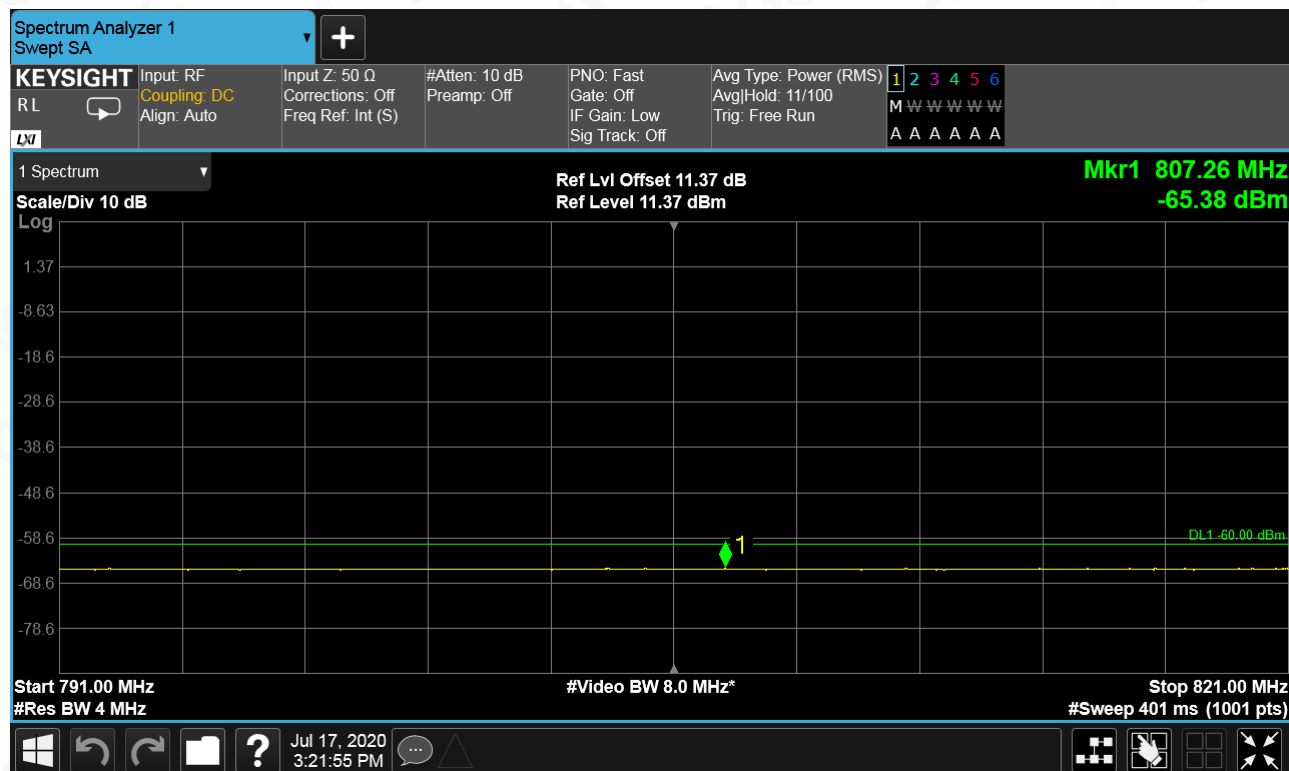 Spectrum Analyzer 1
Swept SA
KEYSIGHT
RL
LXI
Input: RF
Coupling: DC
Align: Auto
Input Z: 50 Ω
Corrections: Off
Freq Ref: Int (S)
#Atten: 10 dB
Preamp: Off
PNO: Fast
Gate: Off
IF Gain: Low
Sig Track: Off
Avg Type: Power (RMS)
Avg|Hold: 11/100
Trig: Free Run
1 2 3 4 5 6
M W W W W W
A A A A A A
1 Spectrum
Scale/Div 10 dB
Log
Ref Lvl Offset 11.37 dB
Ref Level 11.37 dBm
Mkr1 807.26 MHz
-65.38 dBm
1.37
-8.63
-18.6
-28.6
-38.6
-48.6
-58.6
-68.6
-78.6
1
DL1 -60.00 dBm
Start 791.00 MHz
#Res BW 4 MHz
#Video BW 8.0 MHz*
Stop 821.00 MHz
#Sweep 401 ms (1001 pts)
?
Jul 17, 2020
3:21:55 PM